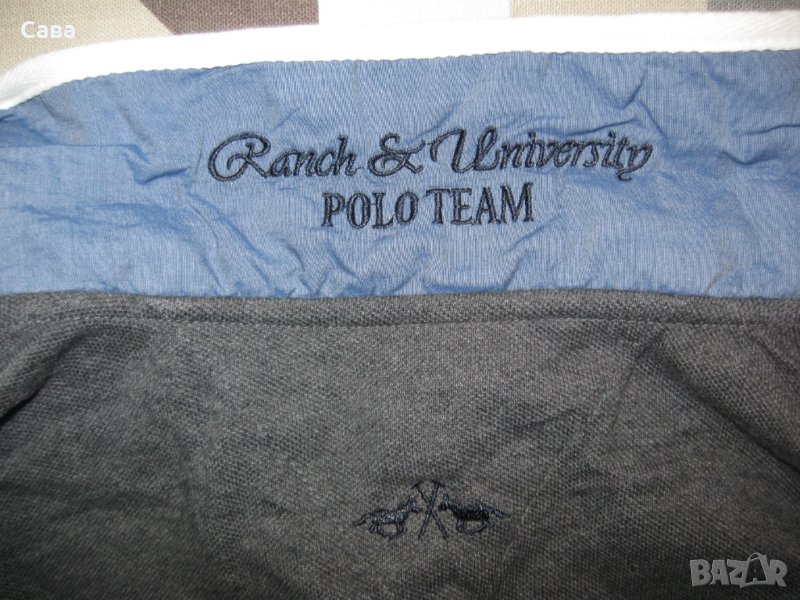 Сава
Ranch & University
POLO TEAM
BAZAR